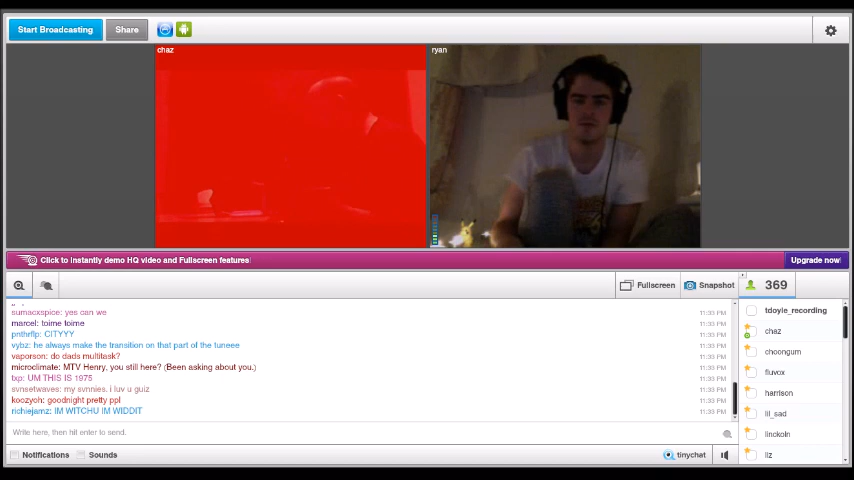 Start Broadcasting
Share
chaz
ryan
Click to instantly demo HQ video and Fullscreen features
Upgrade now!
Fullscreen
Snapshot
369
sumacxspice: yes can we 11:33 PM
marcel: toime toime 11:33 PM
pnthrflp: CITYYY 11:33 PM
vybz: he always make the transition on that part of the tuneee 11:33 PM
vaporson: do dads multitask? 11:33 PM
microclimate: MTV Henry, you still here? (Been asking about you.) 11:33 PM
txp: UM THIS IS 1975 11:33 PM
svnsetwaves: my svnnies. i luv u guiz 11:33 PM
koozyoh: goodnight pretty ppl 11:33 PM
richiejamz: IM WITCHU IM WIDDIT 11:33 PM
Write here, then hit enter to send.
Notifications
Sounds
tinychat
tdoyle_recording
chaz
choongum
fluvox
harrison
lil_sad
linckoln
liz